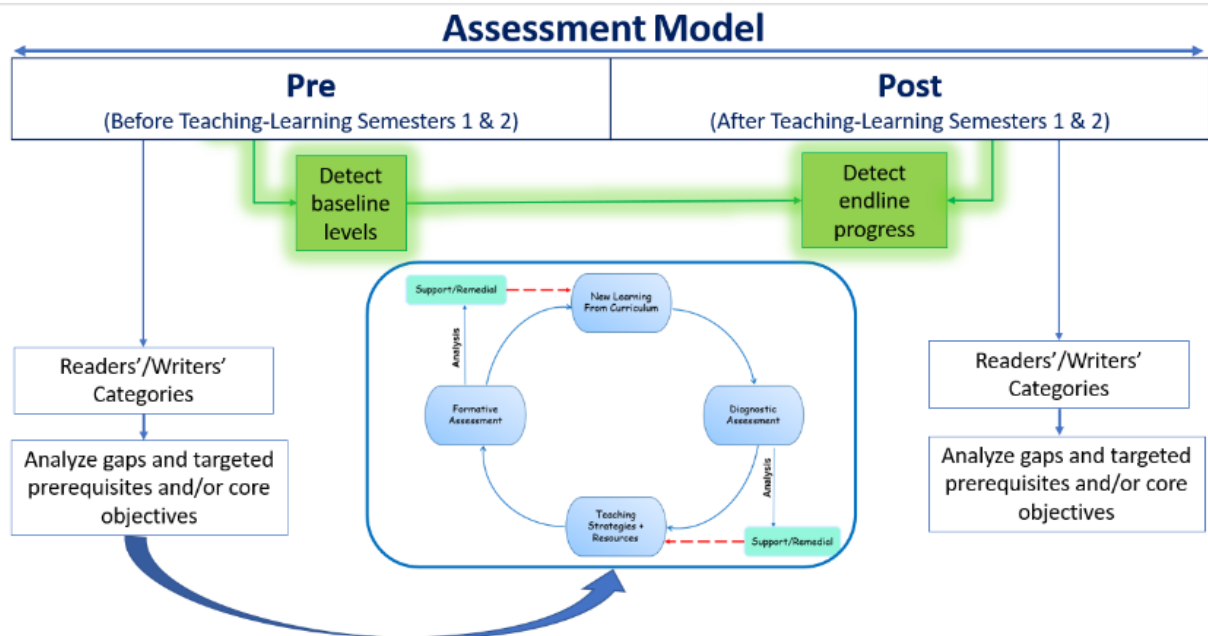 Assessment Model
Pre
(Before Teaching-Learning Semesters 1 & 2)
Post
(After Teaching-Learning Semesters 1 & 2)
Detect
baseline
levels
Detect
endline
progress
Support/Remedial
New Learning
From Curriculum
Analysis
Formative
Assessment
Diagnostic
Assessment
Analysis
Teaching
Strategies +
Resources
Support/Remedial
Readers’/Writers’
Categories
Analyze gaps and targeted
prerequisites and/or core
objectives
Readers’/Writers’
Categories
Analyze gaps and targeted
prerequisites and/or core
objectives